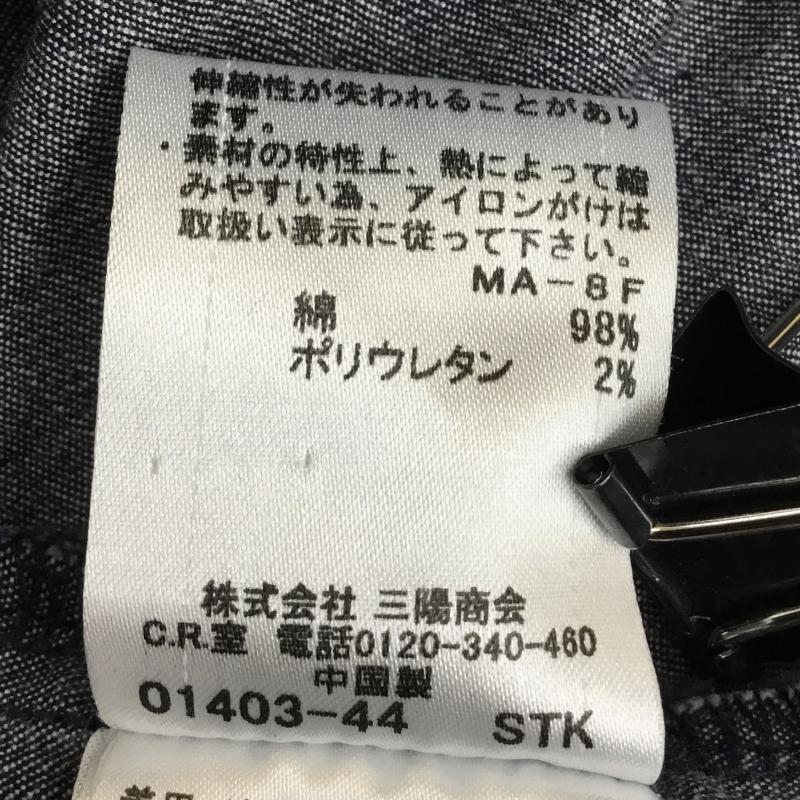 伸縮性が失われることがあり
ます。
・素材の特性上、熱によって縮
みやすい為、アイロンがけは
取扱い表示に従って下さい。
MA-8F
綿 98%
ポリウレタン 2%
株式会社 三陽商会
C.R.室 電話0120-340-460
中国製
01403-44 STK